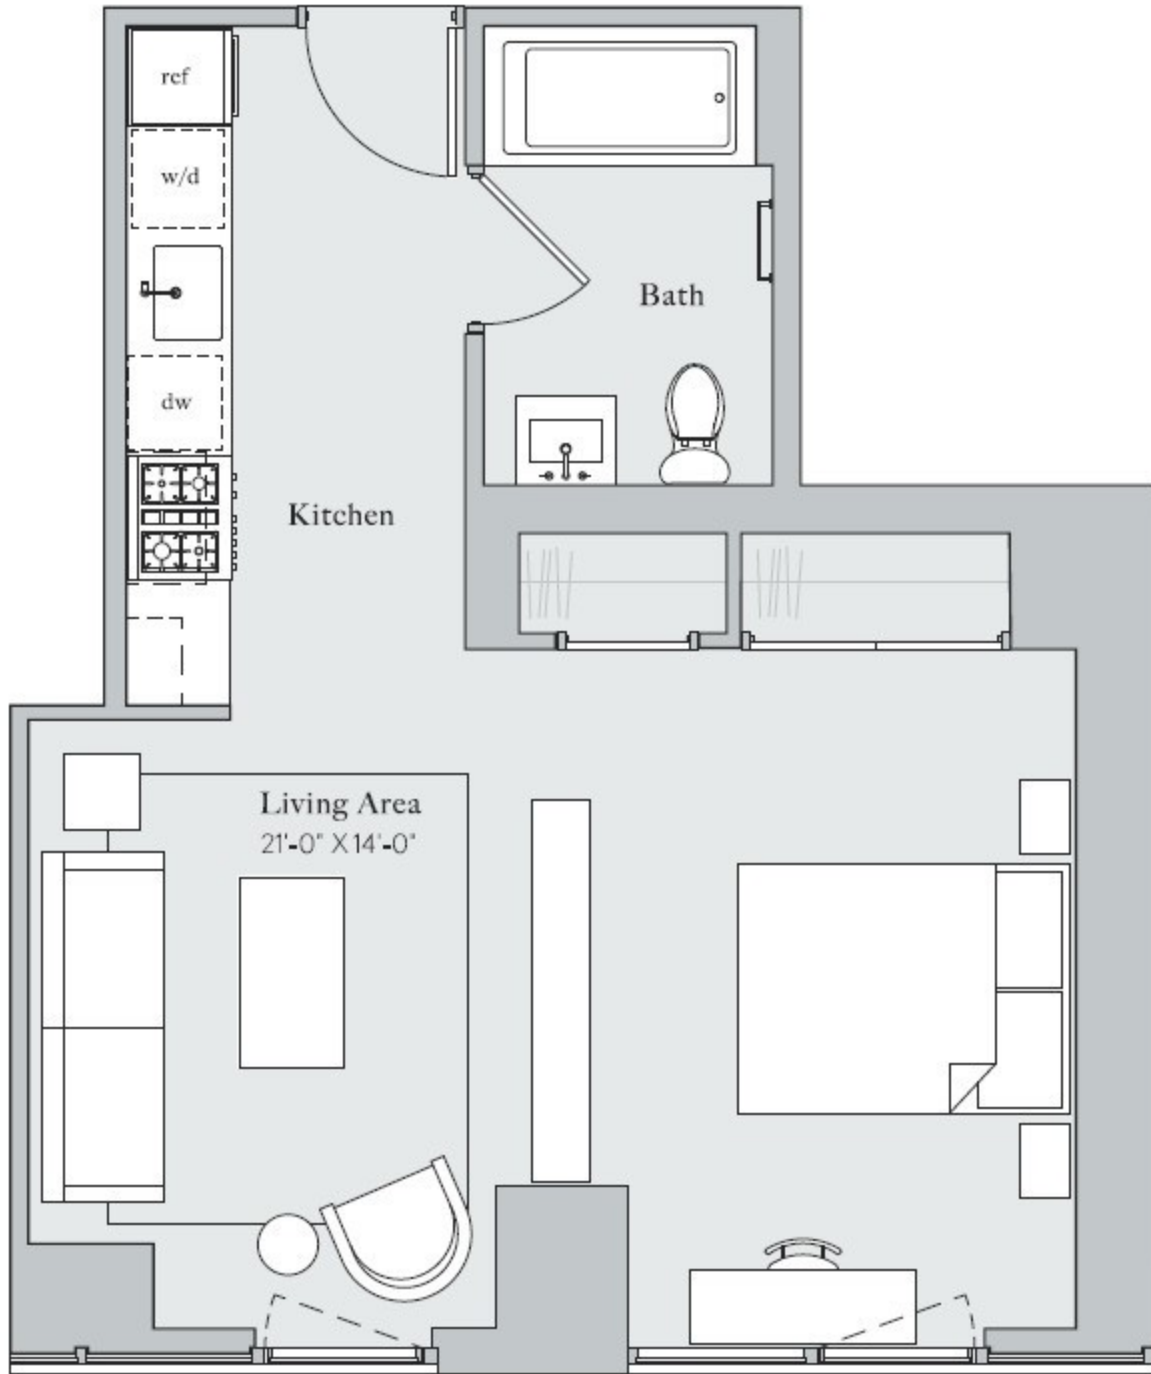 ref
w/d
Bath
dw
Kitchen
Living Area
21'-0" X 14'-0"